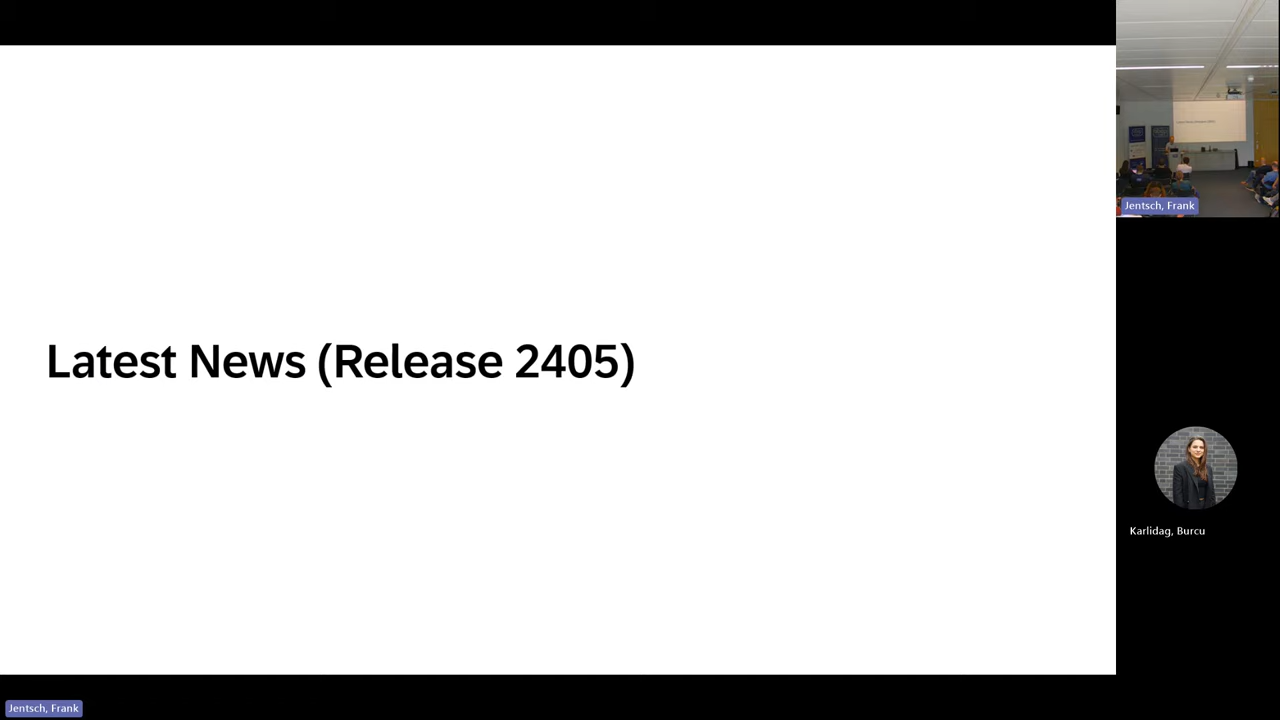 Latest News (Release 2405)
Jentsch, Frank
Karlidag, Burcu
Jentsch, Frank